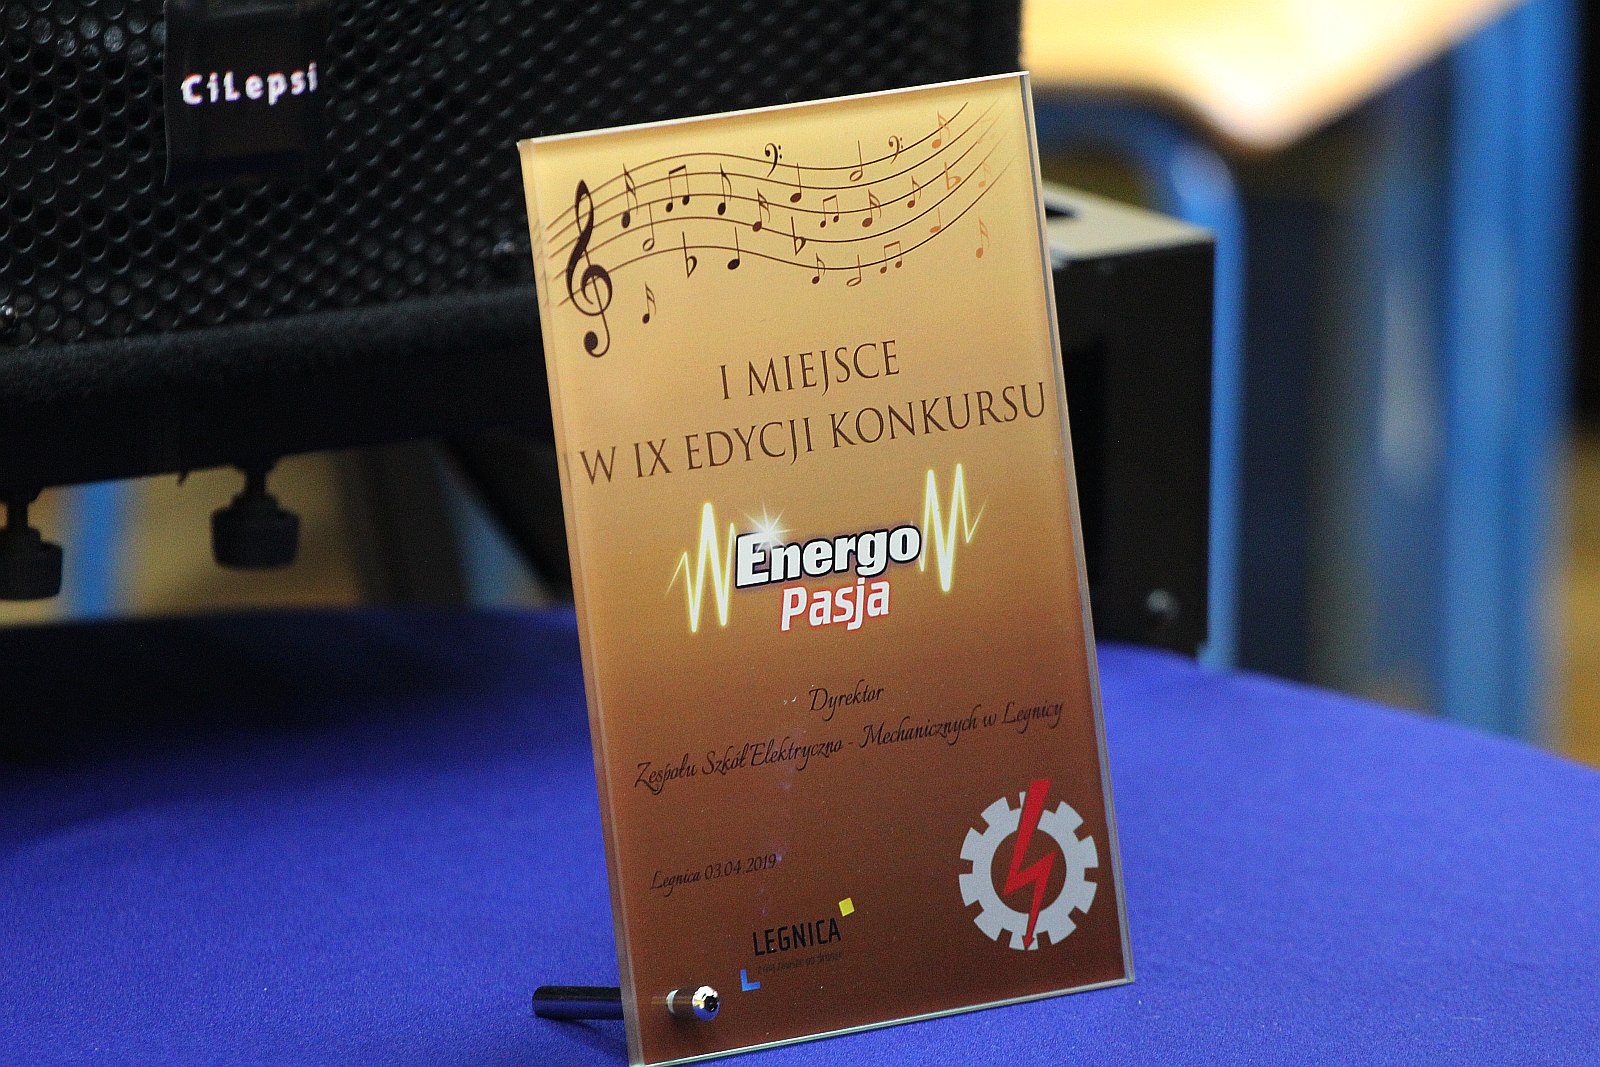 CiLepsi
I MIEJSCE
W IX EDYCJI KONKURSU
Energo
Pasja
Dyrektor
Zespołu Szkół Elektryczno - Mechanicznych w Legnicy
Legnica 03.04.2019
LEGNICA